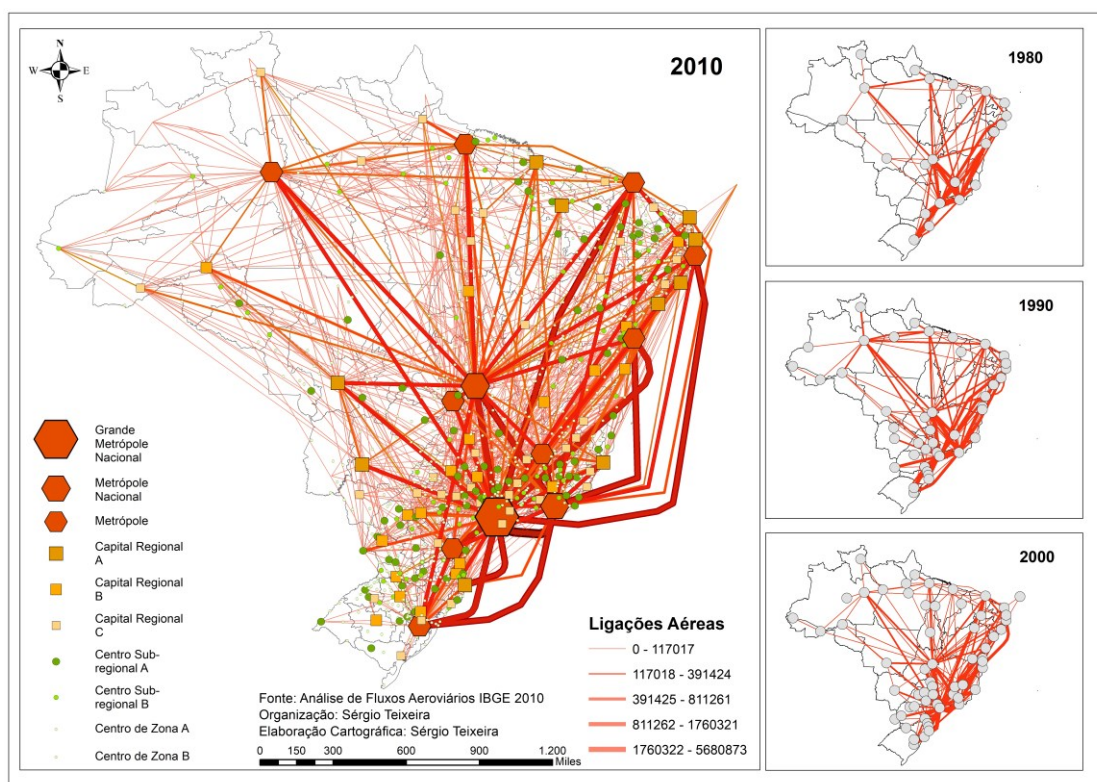 N
W E
S
2010
Grande
Metrópole
Nacional
Metrópole
Nacional
Metrópole
Capital Regional
A
Capital Regional
B
Capital Regional
C
Centro Sub-
regional A
Centro Sub-
regional B
Centro de Zona A
Centro de Zona B
Fonte: Análise de Fluxos Aeroviários IBGE 2010
Organização: Sérgio Teixeira
Elaboração Cartográfica: Sérgio Teixeira
0 150 300 600 900 1.200
Miles
Ligações Aéreas
0 - 117017
117018 - 391424
391425 - 811261
811262 - 1760321
1760322 - 5680873
1980
1990
2000